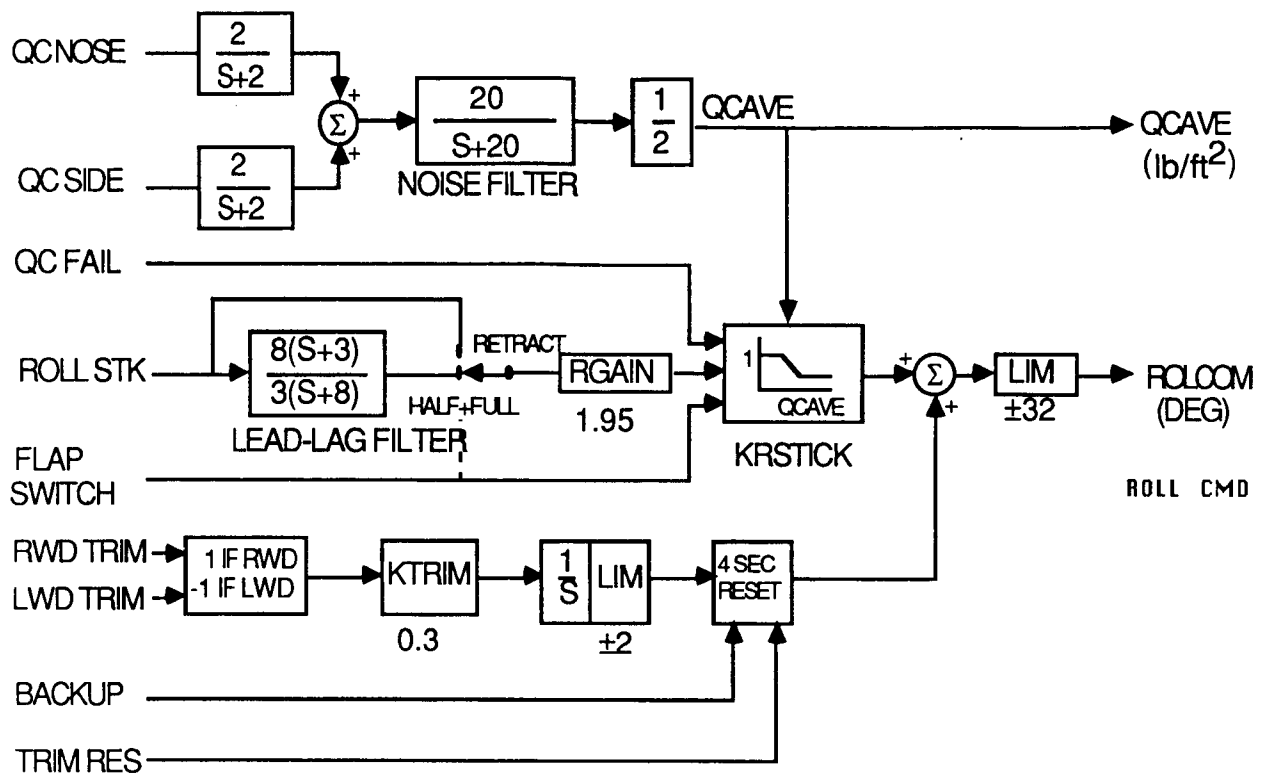 QC NOSE
2
S+2
+
Σ
+
20
S+20
NOISE FILTER
1
2
QCAVE
QCAVE
(lb/ft2)
QC SIDE
2
S+2
QC FAIL
ROLL STK
8(S+3)
3(S+8)
LEAD-LAG FILTER
RETRACT
HALF+FULL
RGAIN
1.95
1
QCAVE
KRSTICK
+
Σ
+
LIM
±32
ROLCOM
(DEG)
FLAP
SWITCH
ROLL CMD
RWD TRIM
LWD TRIM
1 IF RWD
-1 IF LWD
KTRIM
0.3
1
S
LIM
±2
4 SEC
RESET
BACKUP
TRIM RES